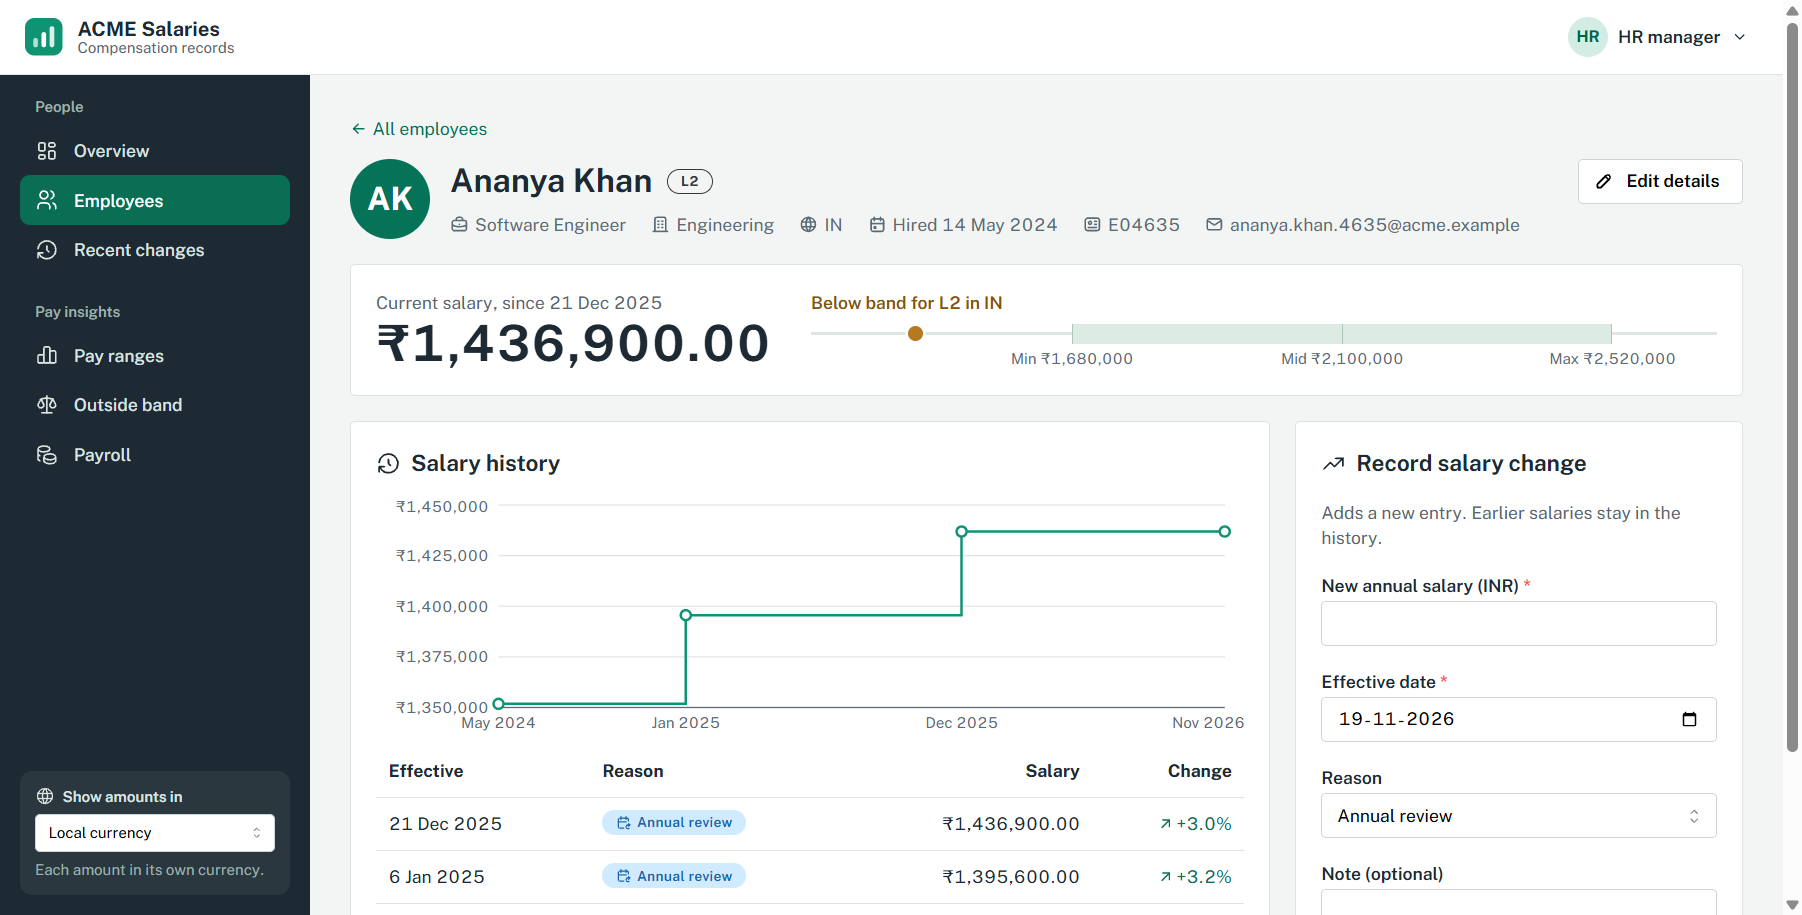 ACME Salaries
Compensation records
HR
HR manager
People
Overview
Employees
Recent changes
Pay insights
Pay ranges
Outside band
Payroll
Show amounts in
Local currency
Each amount in its own currency.
← All employees
AK
Ananya Khan
L2
Edit details
Software Engineer
Engineering
IN
Hired 14 May 2024
E04635
ananya.khan.4635@acme.example
Current salary, since 21 Dec 2025
₹1,436,900.00
Below band for L2 in IN
Min ₹1,680,000
Mid ₹2,100,000
Max ₹2,520,000
Salary history
₹1,450,000
₹1,425,000
₹1,400,000
₹1,375,000
₹1,350,000
May 2024
Jan 2025
Dec 2025
Nov 2026
Effective
Reason
Salary
Change
21 Dec 2025
Annual review
₹1,436,900.00
+3.0%
6 Jan 2025
Annual review
₹1,395,600.00
+3.2%
Record salary change
Adds a new entry. Earlier salaries stay in the
history.
New annual salary (INR) *
Effective date *
19-11-2026
Reason
Annual review
Note (optional)